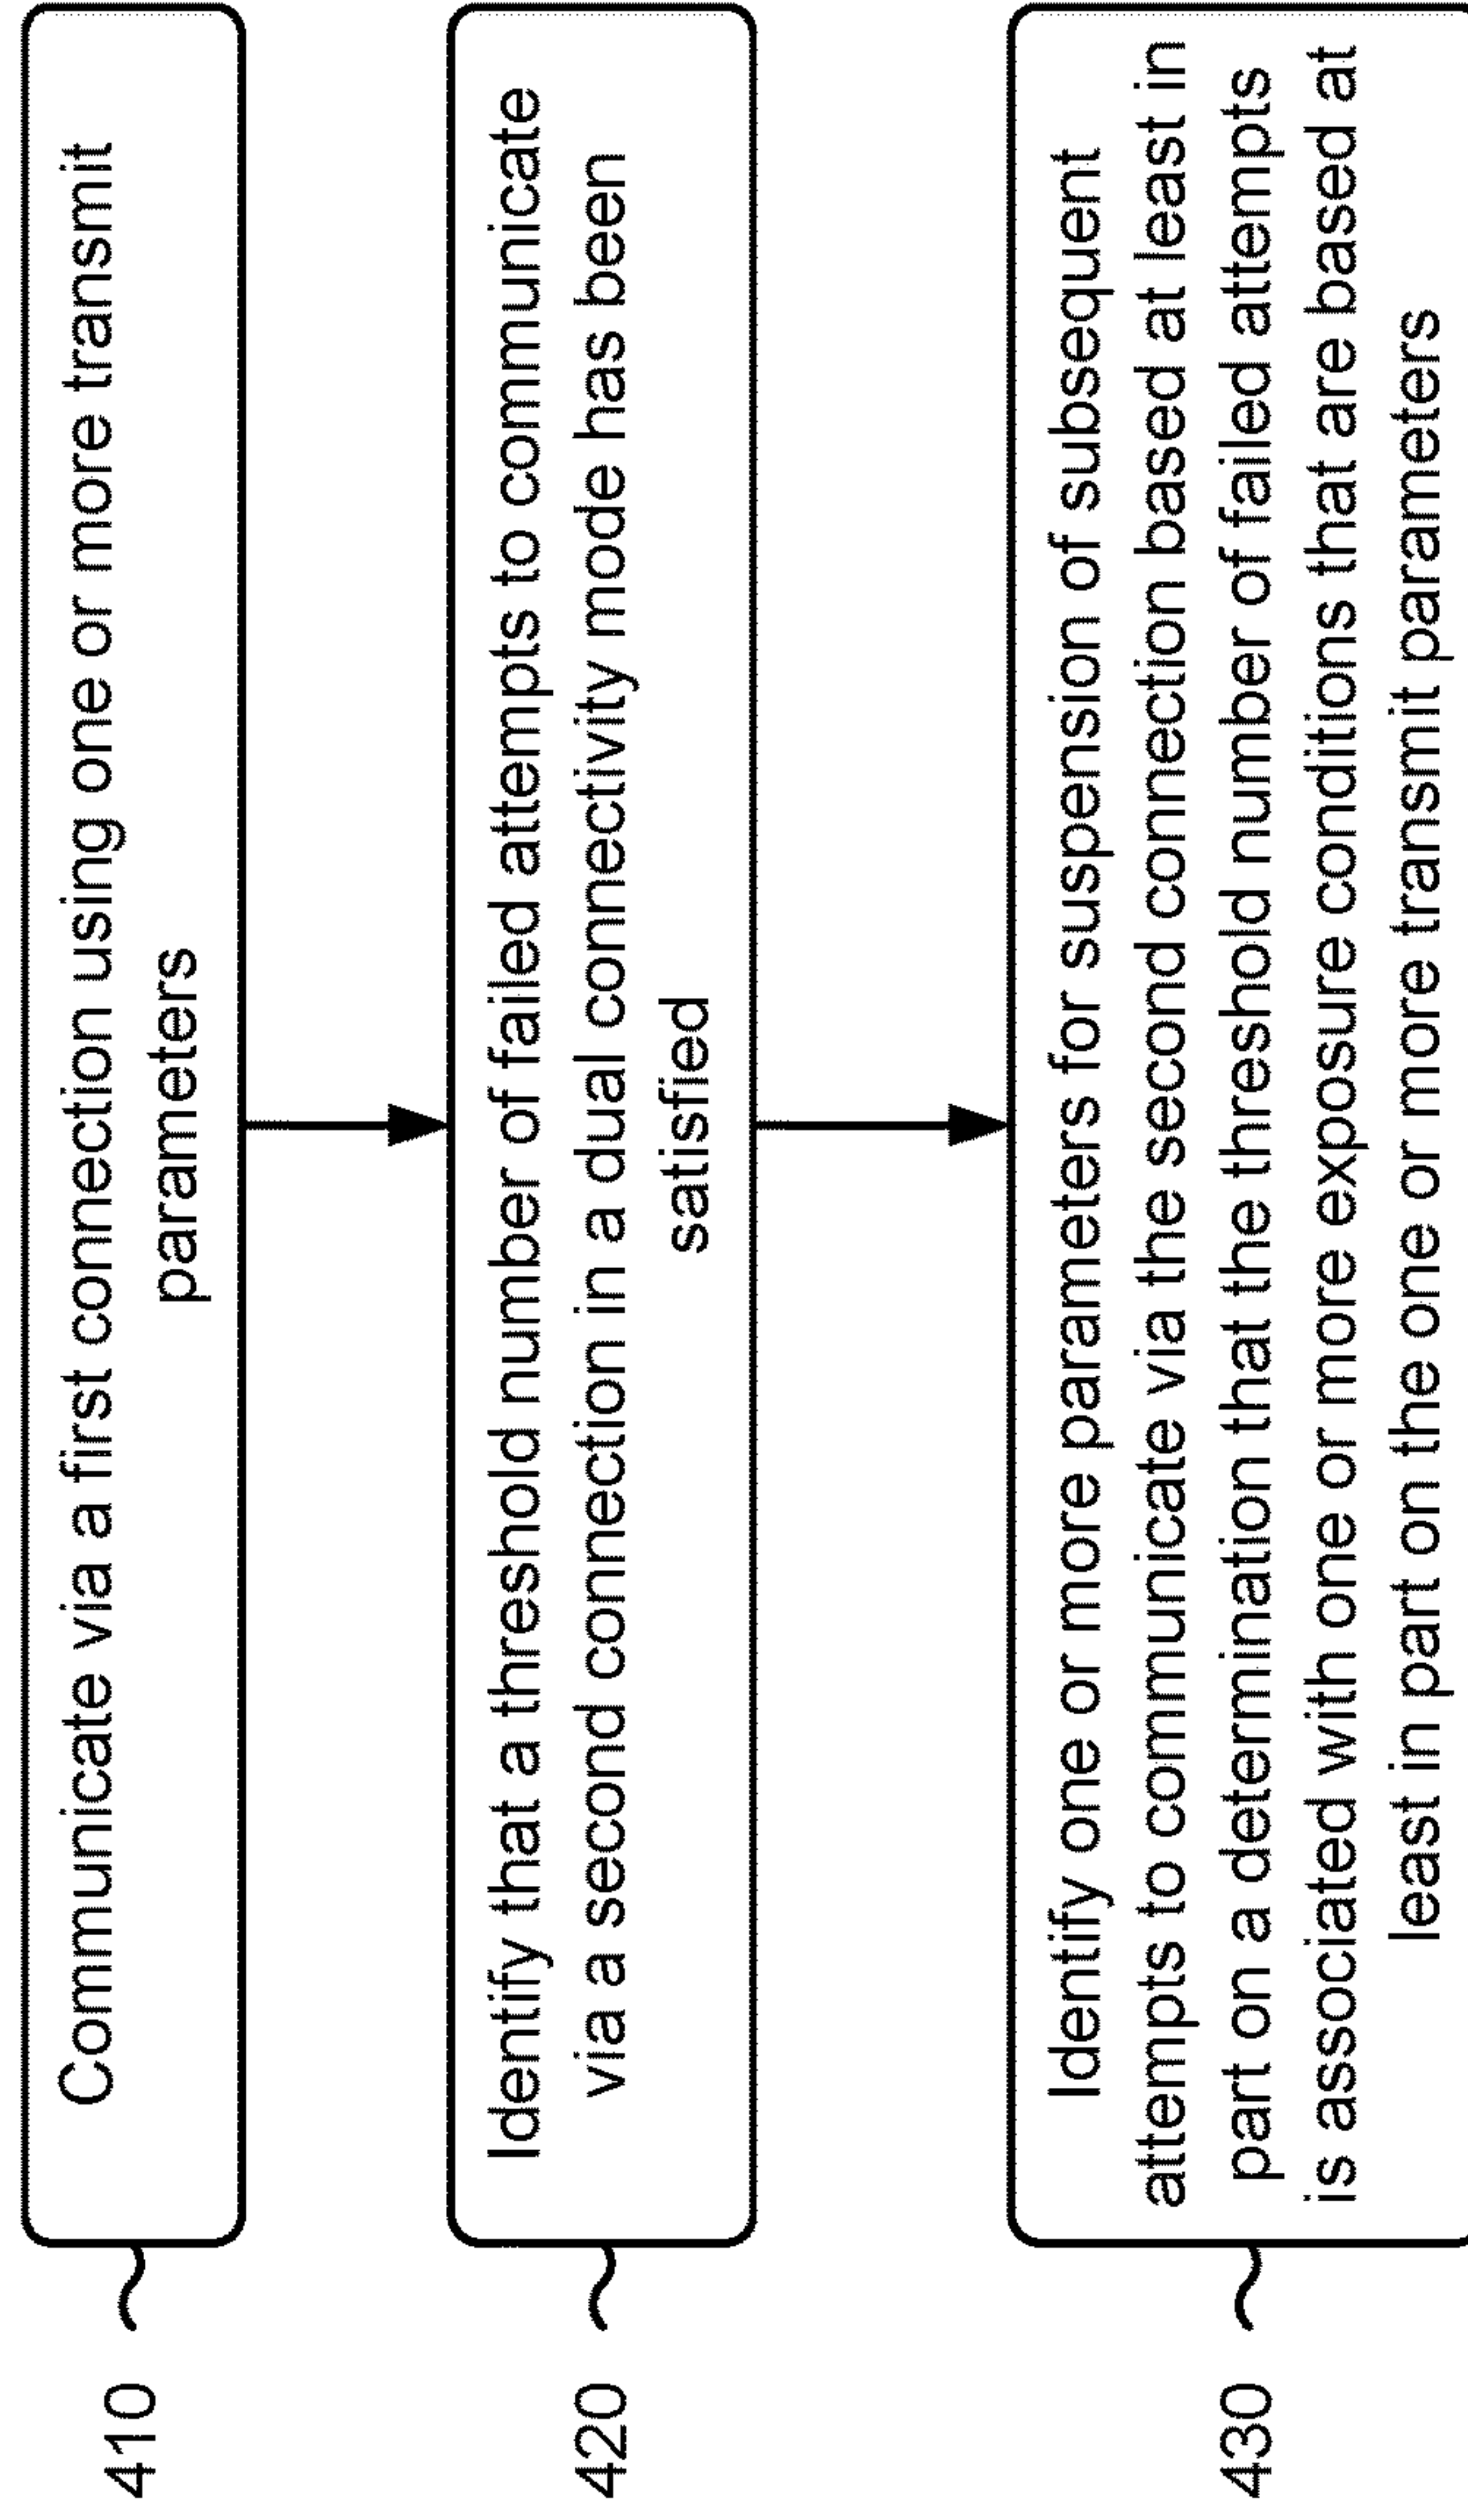 410
Communicate via a first connection using one or more transmit
parameters
420
Identify that a threshold number of failed attempts to communicate
via a second connection in a dual connectivity mode has been
satisfied
430
Identify one or more parameters for suspension of subsequent
attempts to communicate via the second connection based at least in
part on a determination that the threshold number of failed attempts
is associated with one or more exposure conditions that are based at
least in part on the one or more transmit parameters